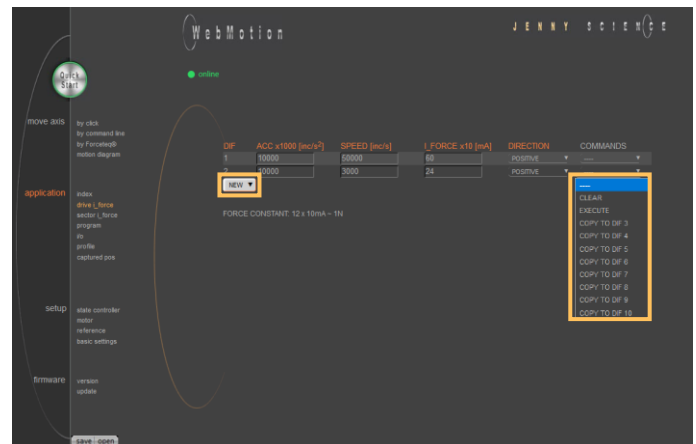 WebMotion
JENNY SCIENCE
Quick Start
online
move axis
by click
by command line
by Forceteq®
motion diagram
DIF ACC x1000 [inc/s²] SPEED [inc/s] I_FORCE x10 [mA] DIRECTION COMMANDS
1 10000 50000 60 POSITIVE ----
2 10000 3000 24 POSITIVE ----
NEW
FORCE CONSTANT: 12 x 10mA ~ 1N
----
CLEAR
EXECUTE
COPY TO DIF 3
COPY TO DIF 4
COPY TO DIF 5
COPY TO DIF 6
COPY TO DIF 7
COPY TO DIF 8
COPY TO DIF 9
COPY TO DIF 10
application
index
drive i_force
sector i_force
program
i/o
profile
captured pos
setup
state controller
motor
reference
basic settings
firmware
version
update
save open